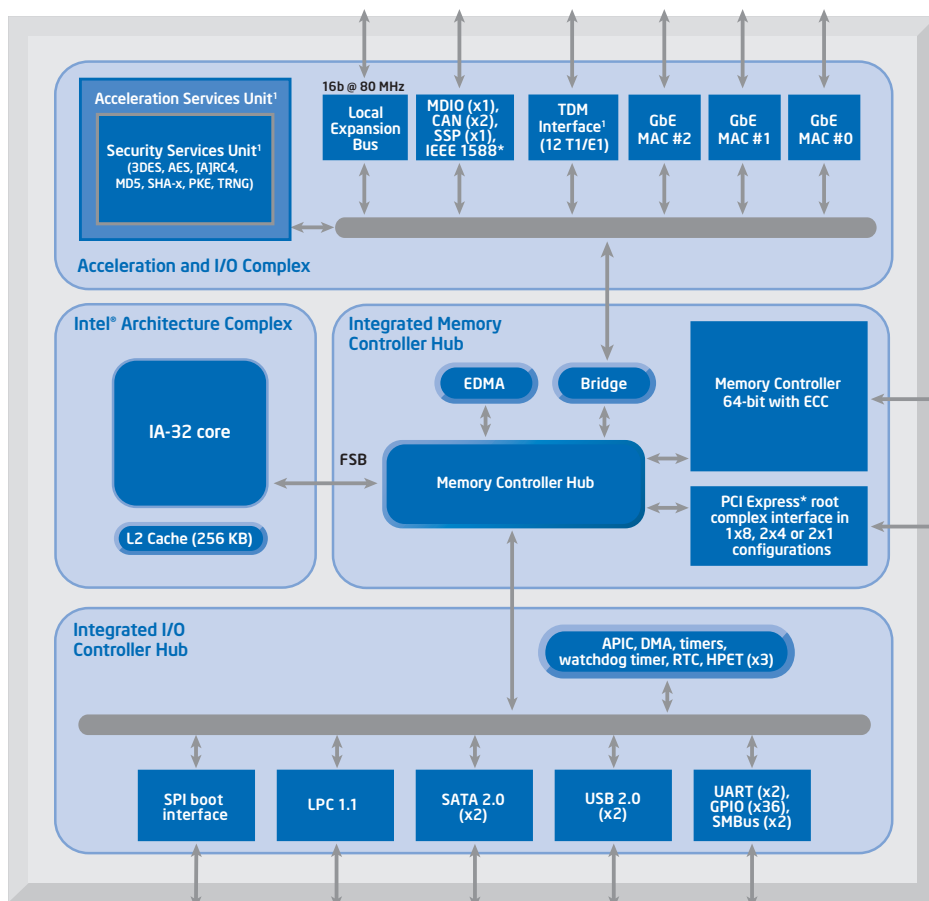 16b @ 80 MHz
Acceleration Services Unit¹
Security Services Unit¹
(3DES, AES, [A]RC4,
MD5, SHA-x, PKE, TRNG)
Local
Expansion
Bus
MDIO (x1),
CAN (x2),
SSP (x1),
IEEE 1588*
TDM
Interface¹
(12 T1/E1)
GbE
MAC #2
GbE
MAC #1
GbE
MAC #0
Acceleration and I/O Complex
Intel® Architecture Complex
IA-32 core
L2 Cache (256 KB)
FSB
Integrated Memory
Controller Hub
EDMA
Bridge
Memory Controller Hub
Memory Controller
64-bit with ECC
PCI Express* root
complex interface in
1x8, 2x4 or 2x1
configurations
Integrated I/O
Controller Hub
APIC, DMA, timers,
watchdog timer, RTC, HPET (x3)
SPI boot
interface
LPC 1.1
SATA 2.0
(x2)
USB 2.0
(x2)
UART (x2),
GPIO (x36),
SMBus (x2)